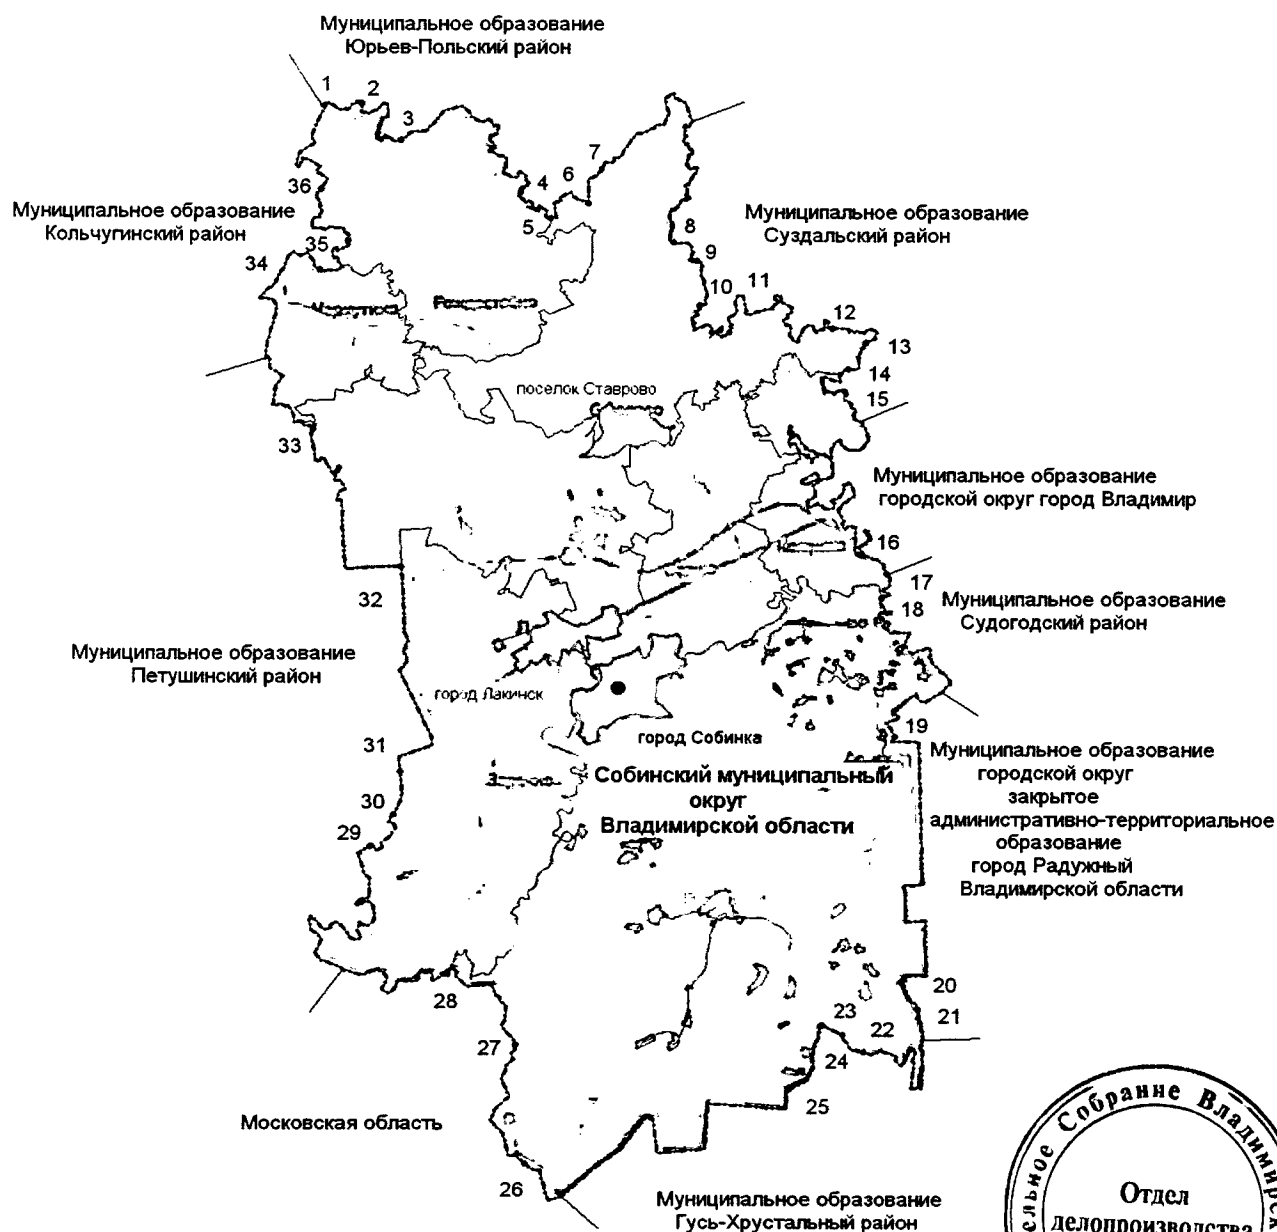 Муниципальное образование
Юрьев-Польский район
1
2
3
4
5
6
7
36
Муниципальное образование
Кольчугинский район
35
34
Муниципальное образование
Суздальский район
8
9
10
11
12
13
14
15
поселок Ставрово
33
Муниципальное образование
городской округ город Владимир
16
17
32
18
Муниципальное образование
Судогодский район
Муниципальное образование
Петушинский район
город Лакинск
19
31
город Собинка
Муниципальное образование
городской округ
закрытое
административно-территориальное
образование
город Радужный
Владимирской области
Собинский муниципальный
округ
Владимирской области
30
29
28
20
21
23
22
24
27
25
Московская область
26
Муниципальное образование
Гусь-Хрустальный район
Собрание
Отдел
делопроизводства